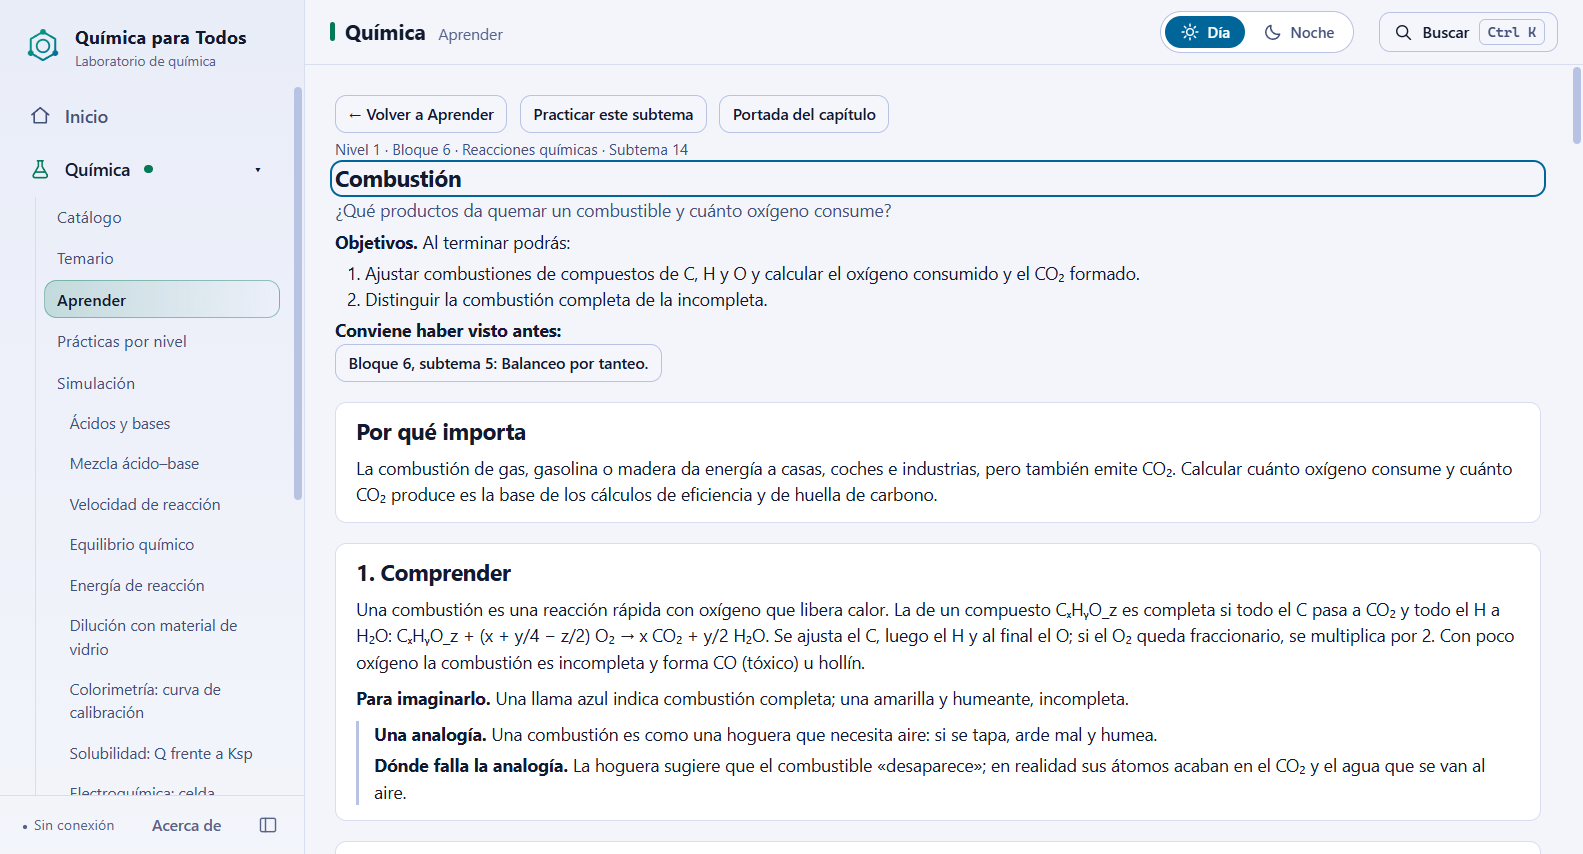 Química para Todos
Laboratorio de química
Inicio
Química
Catálogo
Temario
Aprender
Prácticas por nivel
Simulación
Ácidos y bases
Mezcla ácido–base
Velocidad de reacción
Equilibrio químico
Energía de reacción
Dilución con material de
vidrio
Colorimetría: curva de
calibración
Solubilidad: Q frente a Ksp
Electroquímica: celda
Sin conexión
Acerca de
Química Aprender
Día
Noche
Buscar Ctrl K
← Volver a Aprender
Practicar este subtema
Portada del capítulo
Nivel 1 · Bloque 6 · Reacciones químicas · Subtema 14
Combustión
¿Qué productos da quemar un combustible y cuánto oxígeno consume?
Objetivos. Al terminar podrás:
1. Ajustar combustiones de compuestos de C, H y O y calcular el oxígeno consumido y el CO₂ formado.
2. Distinguir la combustión completa de la incompleta.
Conviene haber visto antes:
Bloque 6, subtema 5: Balanceo por tanteo.
Por qué importa
La combustión de gas, gasolina o madera da energía a casas, coches e industrias, pero también emite CO₂. Calcular cuánto oxígeno consume y cuánto
CO₂ produce es la base de los cálculos de eficiencia y de huella de carbono.
1. Comprender
Una combustión es una reacción rápida con oxígeno que libera calor. La de un compuesto CₓHᵧO_z es completa si todo el C pasa a CO₂ y todo el H a
H₂O: CₓHᵧO_z + (x + y/4 − z/2) O₂ → x CO₂ + y/2 H₂O. Se ajusta el C, luego el H y al final el O; si el O₂ queda fraccionario, se multiplica por 2. Con poco
oxígeno la combustión es incompleta y forma CO (tóxico) u hollín.
Para imaginarlo. Una llama azul indica combustión completa; una amarilla y humeante, incompleta.
Una analogía. Una combustión es como una hoguera que necesita aire: si se tapa, arde mal y humea.
Dónde falla la analogía. La hoguera sugiere que el combustible «desaparece»; en realidad sus átomos acaban en el CO₂ y el agua que se van al
aire.